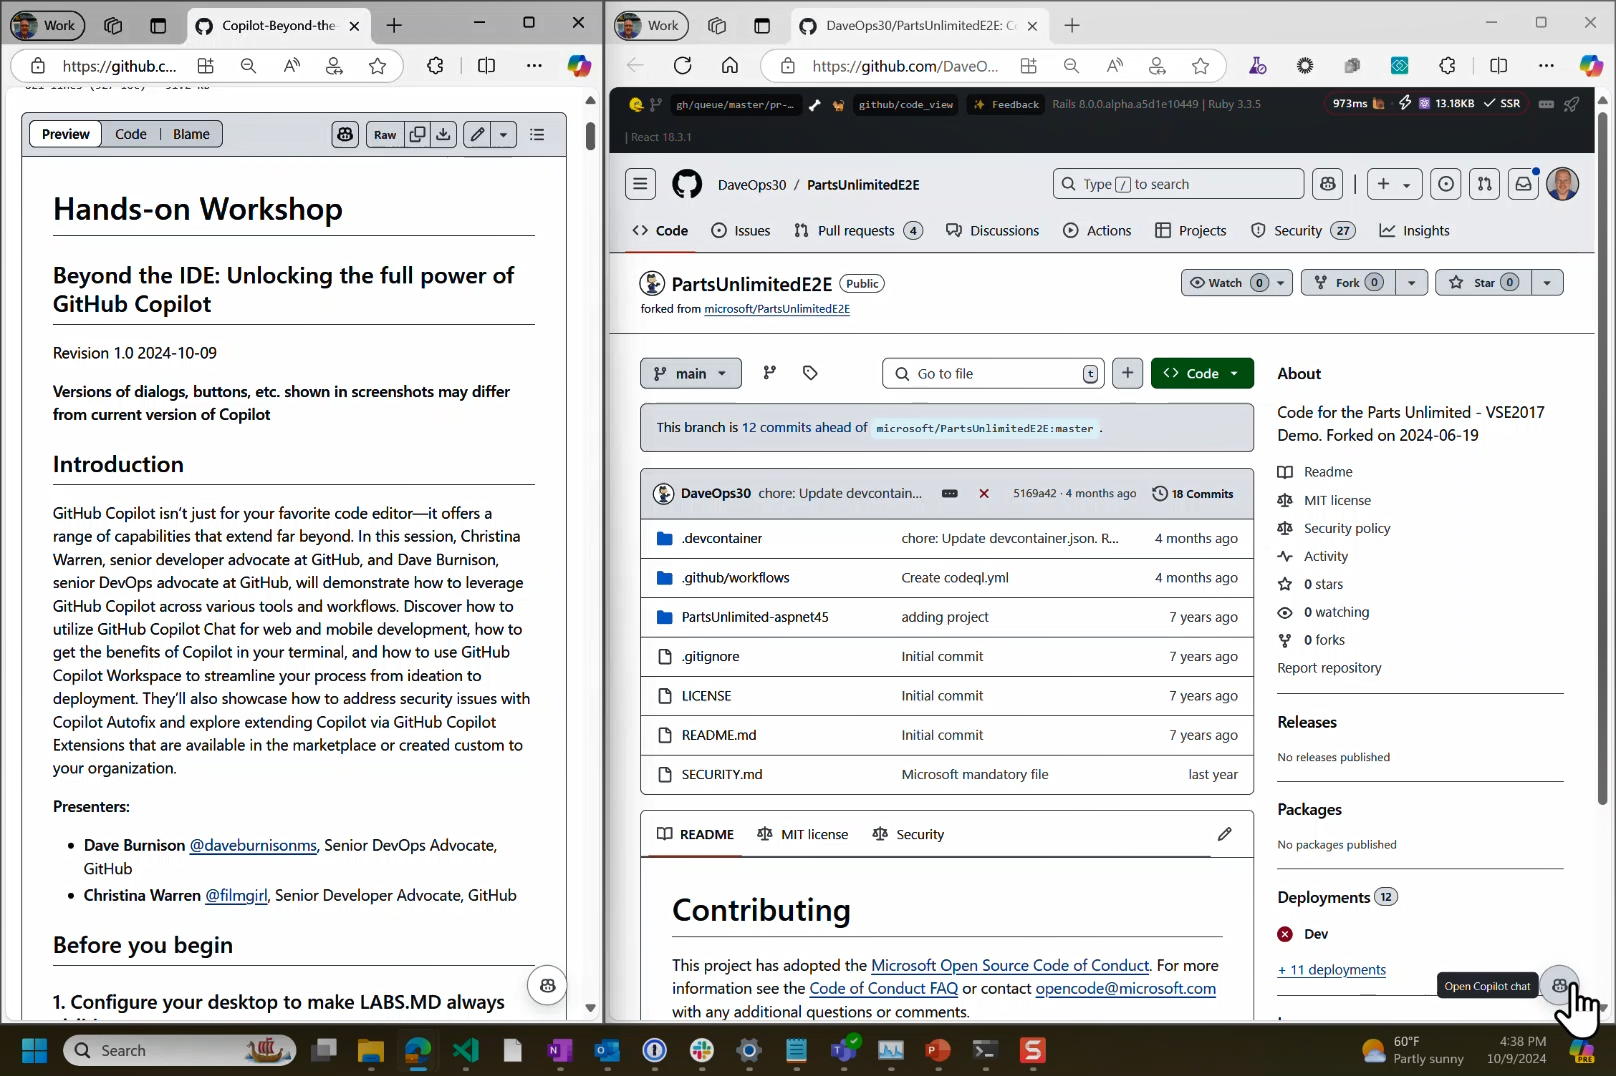 Work
Copilot-Beyond-the-
https://github.c...
Preview
Code
Blame
Raw
Hands-on Workshop
Beyond the IDE: Unlocking the full power of
GitHub Copilot
Revision 1.0 2024-10-09
Versions of dialogs, buttons, etc. shown in screenshots may differ
from current version of Copilot
Introduction
GitHub Copilot isn't just for your favorite code editor—it offers a
range of capabilities that extend far beyond. In this session, Christina
Warren, senior developer advocate at GitHub, and Dave Burnison,
senior DevOps advocate at GitHub, will demonstrate how to leverage
GitHub Copilot across various tools and workflows. Discover how to
utilize GitHub Copilot Chat for web and mobile development, how to
get the benefits of Copilot in your terminal, and how to use GitHub
Copilot Workspace to streamline your process from ideation to
deployment. They'll also showcase how to address security issues with
Copilot Autofix and explore extending Copilot via GitHub Copilot
Extensions that are available in the marketplace or created custom to
your organization.
Presenters:
Dave Burnison @daveburnisonms, Senior DevOps Advocate,
GitHub
Christina Warren @filmgirl, Senior Developer Advocate, GitHub
Before you begin
1. Configure your desktop to make LABS.MD always
Work
DaveOps30/PartsUnlimitedE2E: Co
https://github.com/DaveO...
gh/queue/master/pr-...
github/code_view
Feedback
Rails 8.0.0.alpha.a5d1e10449 | Ruby 3.3.5
973ms
13.18KB
SSR
| React 18.3.1
DaveOps30 / PartsUnlimitedE2E
Type / to search
Code
Issues
Pull requests 4
Discussions
Actions
Projects
Security 27
Insights
PartsUnlimitedE2E
Public
forked from microsoft/PartsUnlimitedE2E
Watch 0
Fork 0
Star 0
main
Go to file
t
Code
This branch is 12 commits ahead of microsoft/PartsUnlimitedE2E:master .
DaveOps30 chore: Update devcontain...
5169a42 · 4 months ago
18 Commits
.devcontainer
chore: Update devcontainer.json. R...
4 months ago
.github/workflows
Create codeql.yml
4 months ago
PartsUnlimited-aspnet45
adding project
7 years ago
.gitignore
Initial commit
7 years ago
LICENSE
Initial commit
7 years ago
README.md
Initial commit
7 years ago
SECURITY.md
Microsoft mandatory file
last year
README
MIT license
Security
Contributing
This project has adopted the Microsoft Open Source Code of Conduct. For more
information see the Code of Conduct FAQ or contact opencode@microsoft.com
with any additional questions or comments.
About
Code for the Parts Unlimited - VSE2017
Demo. Forked on 2024-06-19
Readme
MIT license
Security policy
Activity
0 stars
0 watching
0 forks
Report repository
Releases
No releases published
Packages
No packages published
Deployments 12
Dev
+ 11 deployments
Open Copilot chat
Search
60°F
Partly sunny
4:38 PM
10/9/2024
PRE